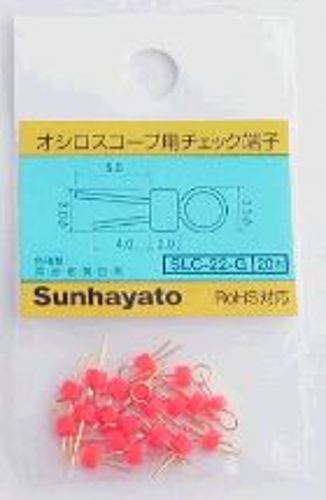 オシロスコープ用チェック端子
5.0
4.0
2.0
SLC-22-G
Sunhayato
RoHS対応